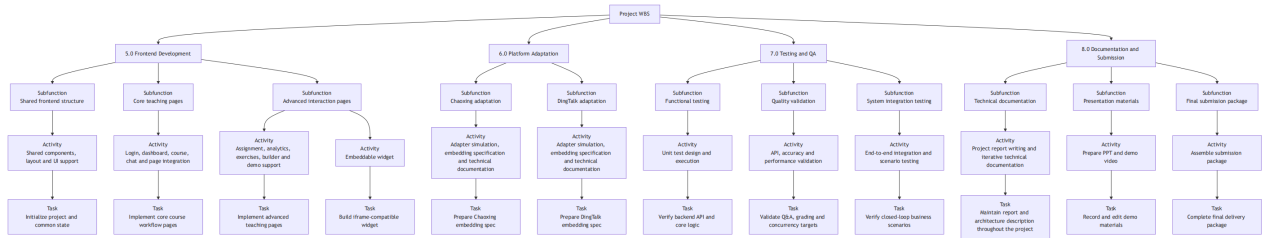 Project WBS
5.0 Frontend Development
6.0 Platform Adaptation
7.0 Testing and QA
8.0 Documentation and
Submission
Subfunction
Shared frontend structure
Subfunction
Core teaching pages
Subfunction
Advanced interaction pages
Subfunction
Chaoxing adaptation
Subfunction
DingTalk adaptation
Subfunction
Functional testing
Subfunction
Quality validation
Subfunction
System integration testing
Subfunction
Technical documentation
Subfunction
Presentation materials
Subfunction
Final submission package
Activity
Shared components,
layout and UI support
Activity
Login, dashboard, course,
chat and page integration
Activity
Assignment, analytics,
exercises, builder and
demo support
Activity
Embeddable widget
Activity
Adapter simulation,
embedding specification
and technical
documentation
Activity
Adapter simulation,
embedding specification
and technical
documentation
Activity
Unit test design and
execution
Activity
API, accuracy and
performance validation
Activity
End-to-end integration and
scenario testing
Activity
Project report writing and
iterative technical
documentation
Activity
Prepare PPT and demo
video
Activity
Assemble submission
package
Task
Initialize project and
common state
Task
Implement core course
workflow pages
Task
Implement advanced
teaching pages
Task
Build iframe-compatible
widget
Task
Prepare Chaoxing
embedding spec
Task
Prepare DingTalk
embedding spec
Task
Verify backend API and
core logic
Task
Validate Q&A, grading and
concurrency targets
Task
Verify closed-loop business
scenarios
Task
Maintain report and
architecture description
throughout the project
Task
Record and edit demo
materials
Task
Complete final delivery
package